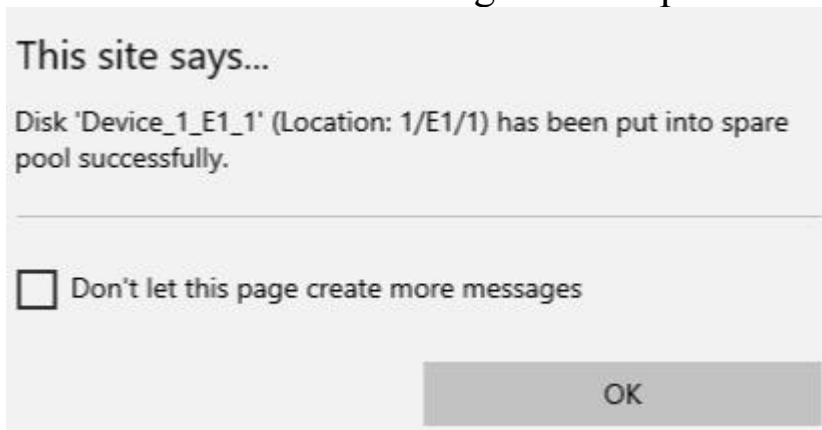 This site says...
Disk 'Device_1_E1_1' (Location: 1/E1/1) has been put into spare
pool successfully.
Don't let this page create more messages
OK